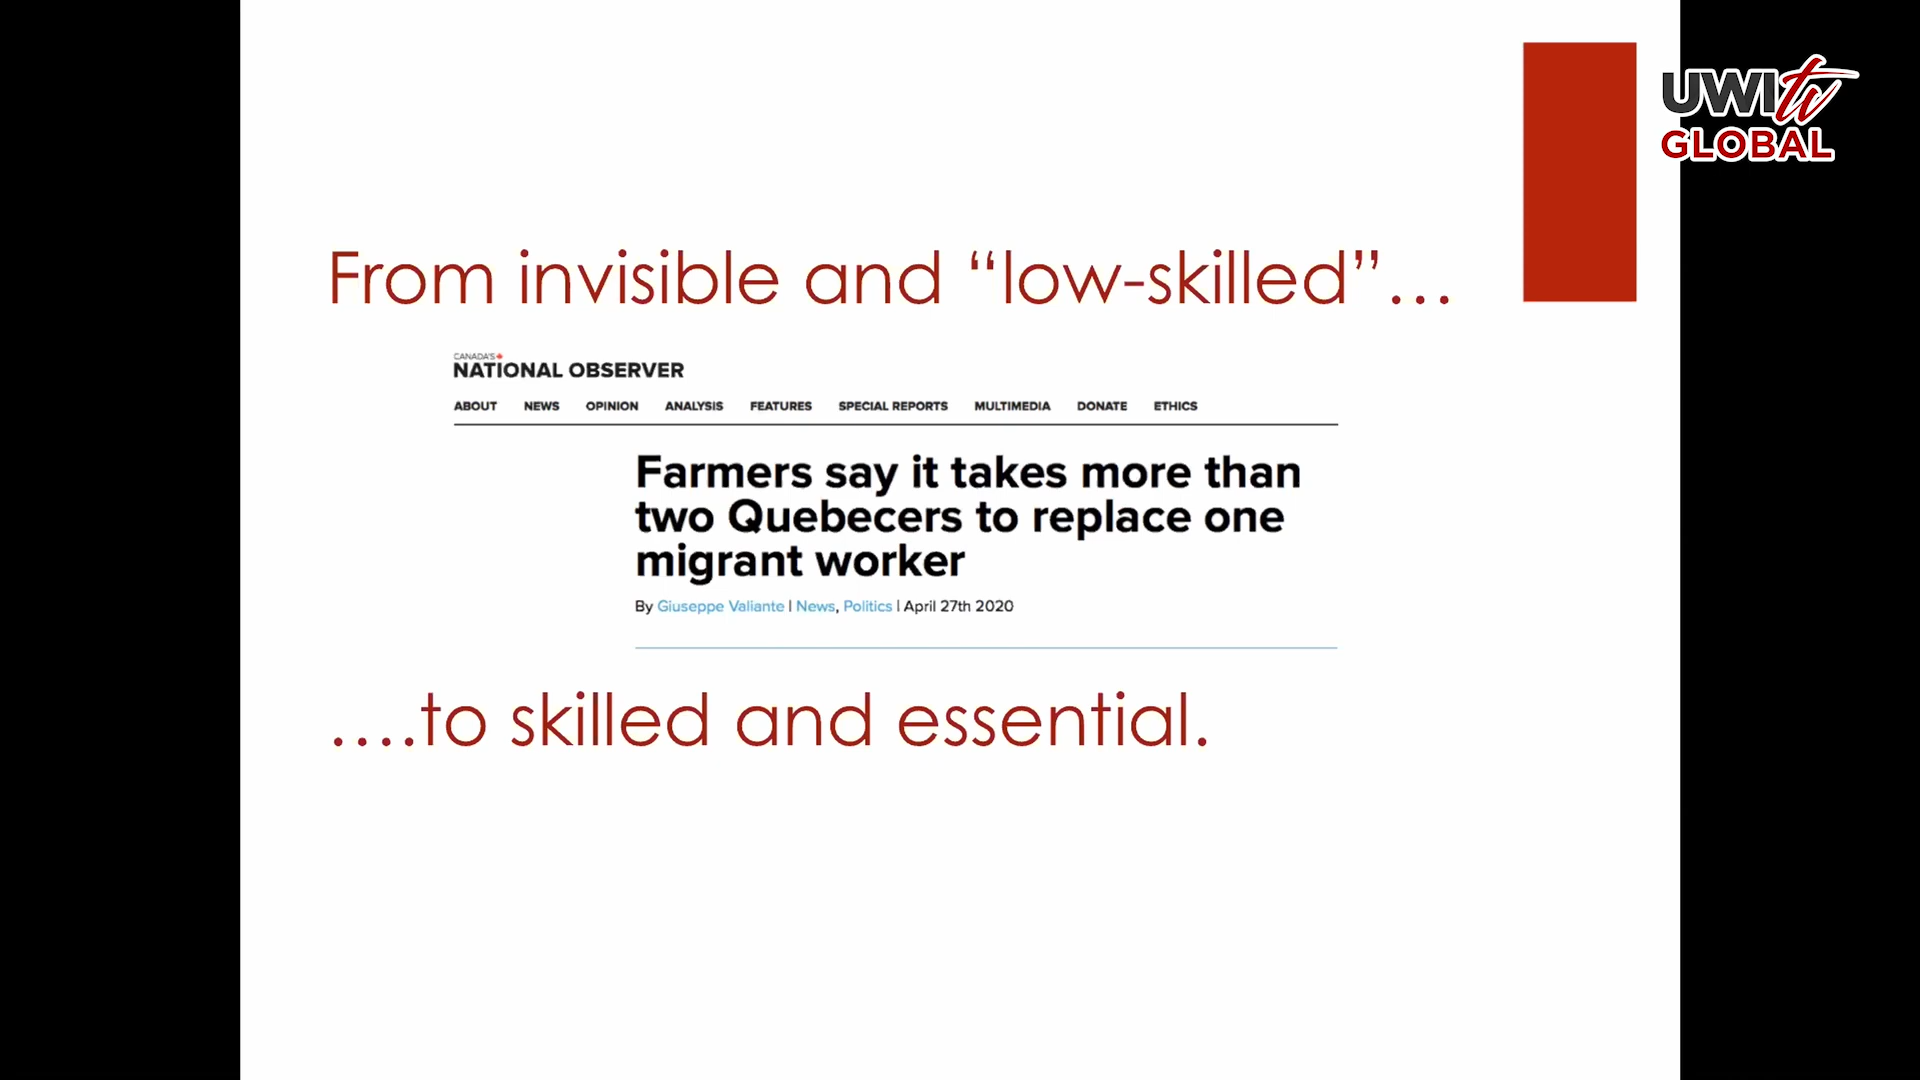 UWItv
GLOBAL
From invisible and “low-skilled”…
CANADA'S
NATIONAL OBSERVER
ABOUT NEWS OPINION ANALYSIS FEATURES SPECIAL REPORTS MULTIMEDIA DONATE ETHICS
Farmers say it takes more than
two Quebecers to replace one
migrant worker
By Giuseppe Valiante | News, Politics | April 27th 2020
….to skilled and essential.